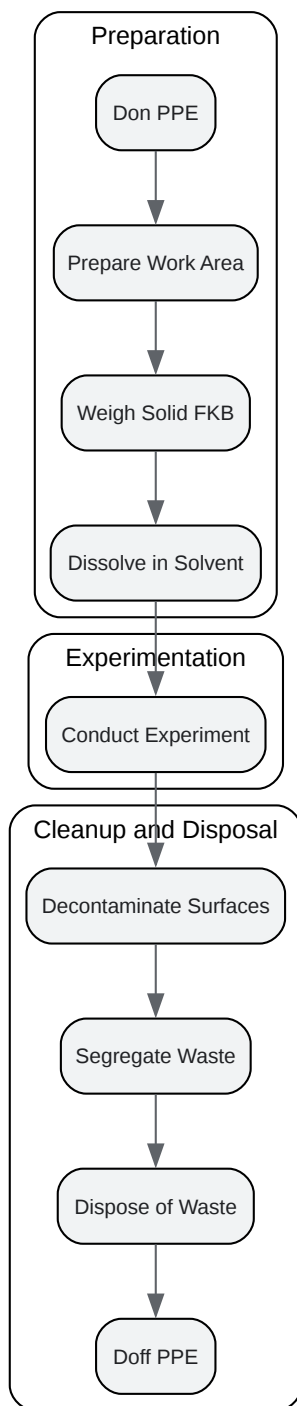 Preparation
Don PPE
Prepare Work Area
Weigh Solid FKB
Dissolve in Solvent
Experimentation
Conduct Experiment
Cleanup and Disposal
Decontaminate Surfaces
Segregate Waste
Dispose of Waste
Doff PPE